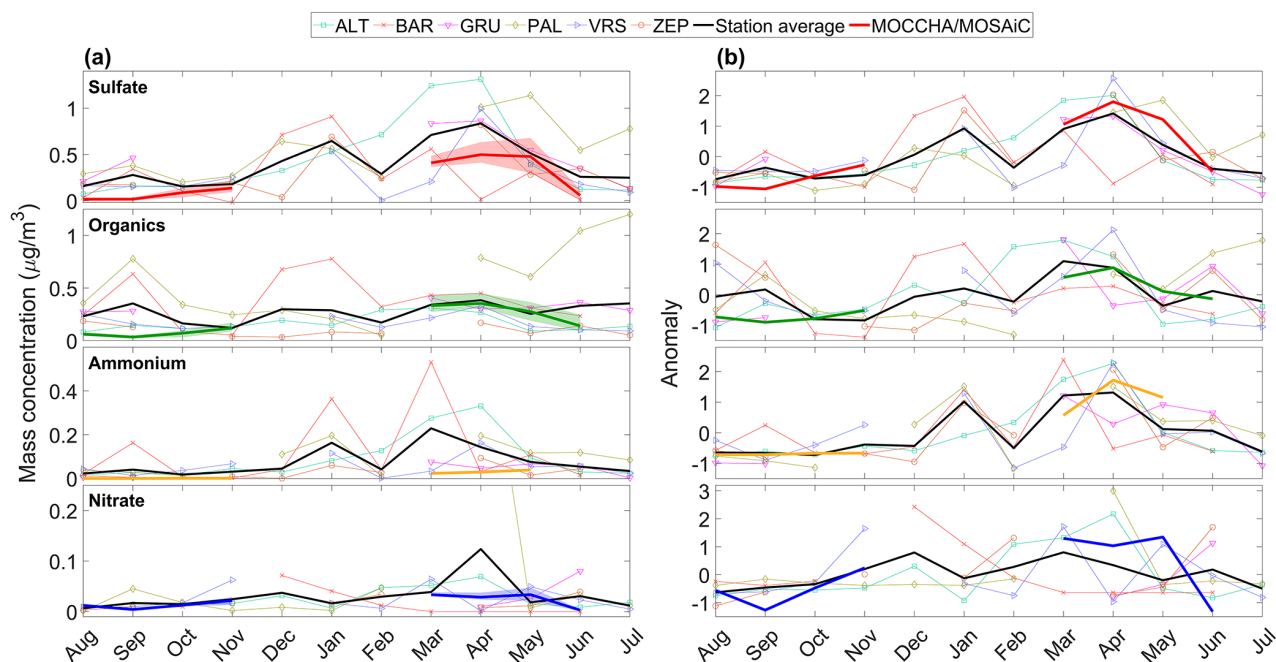 ALT BAR GRU PAL VRS ZEP Station average MOCCHA/MOSAiC
(a) (b)
Sulfate
1
0.5
0
2
1
0
-1
Organics
1
0.5
0
2
1
0
-1
Ammonium
0.4
0.2
0
2
1
0
-1
Nitrate
0.2
0.1
0
3
2
1
0
-1
Mass concentration (μg/m³)
Anomaly
Aug Sep Oct Nov Dec Jan Feb Mar Apr May Jun Jul
Aug Sep Oct Nov Dec Jan Feb Mar Apr May Jun Jul